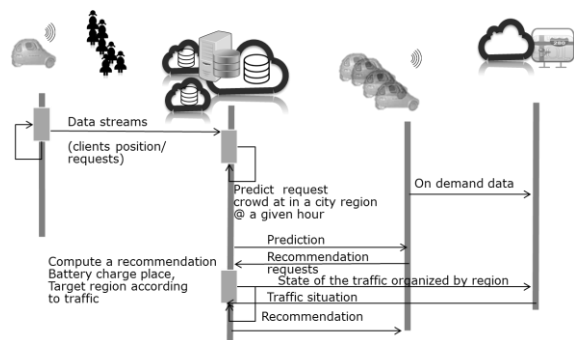 Data streams
(clients position/
requests)
Predict request
crowd at in a city region
@ a given hour
On demand data
Prediction
Recommendation
requests
Compute a recommendation
Battery charge place,
Target region according
to traffic
State of the traffic organized by region
Traffic situation
Recommendation